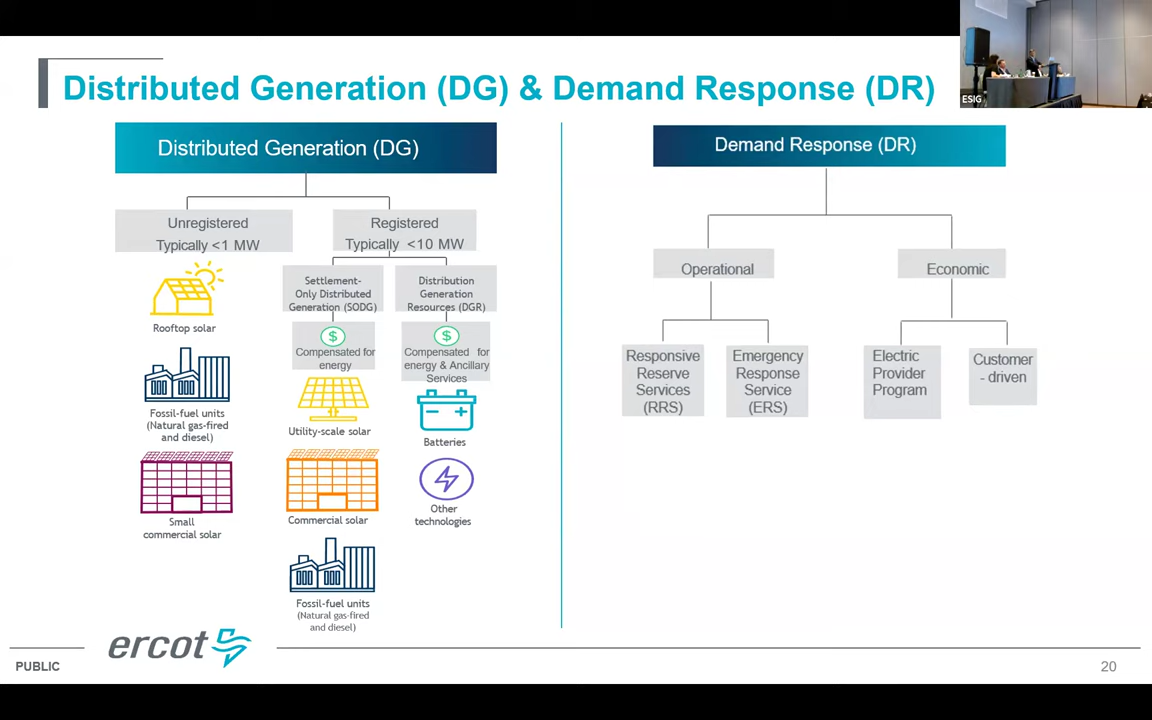 Distributed Generation (DG) & Demand Response (DR)
ESIG
Distributed Generation (DG)
Unregistered
Typically <1 MW
Registered
Typically <10 MW
Rooftop solar
Fossil-fuel units
(Natural gas-fired
and diesel)
Small
commercial solar
Settlement-
Only Distributed
Generation (SODG)
$
Compensated for
energy
Utility-scale solar
Commercial solar
Fossil-fuel units
(Natural gas-fired
and diesel)
Distribution
Generation
Resources (DGR)
$
Compensated for
energy & Ancillary
Services
Batteries
Other
technologies
Demand Response (DR)
Operational
Economic
Responsive
Reserve
Services
(RRS)
Emergency
Response
Service
(ERS)
Electric
Provider
Program
Customer
- driven
PUBLIC
ercot
20